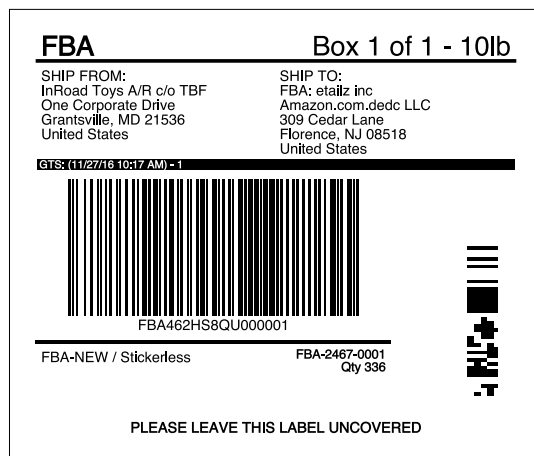 FBA
Box 1 of 1 - 10lb
SHIP FROM:
InRoad Toys A/R c/o TBF
One Corporate Drive
Grantsville, MD 21536
United States
SHIP TO:
FBA: etailz inc
Amazon.com.dedc LLC
309 Cedar Lane
Florence, NJ 08518
United States
GTS: (11/27/16 10:17 AM) - 1
FBA462HS8QU000001
FBA-NEW / Stickerless
FBA-2467-0001
Qty 336
PLEASE LEAVE THIS LABEL UNCOVERED